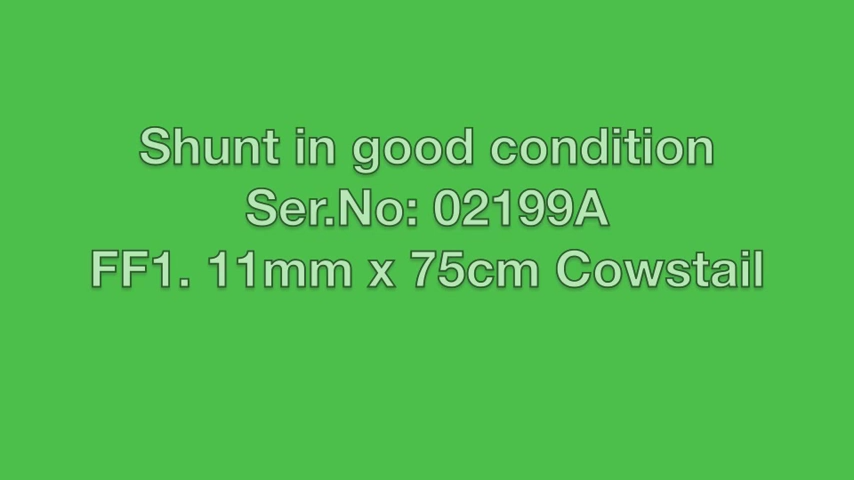 Shunt in good condition
Ser.No: 02199A
FF1. 11mm x 75cm Cowstail